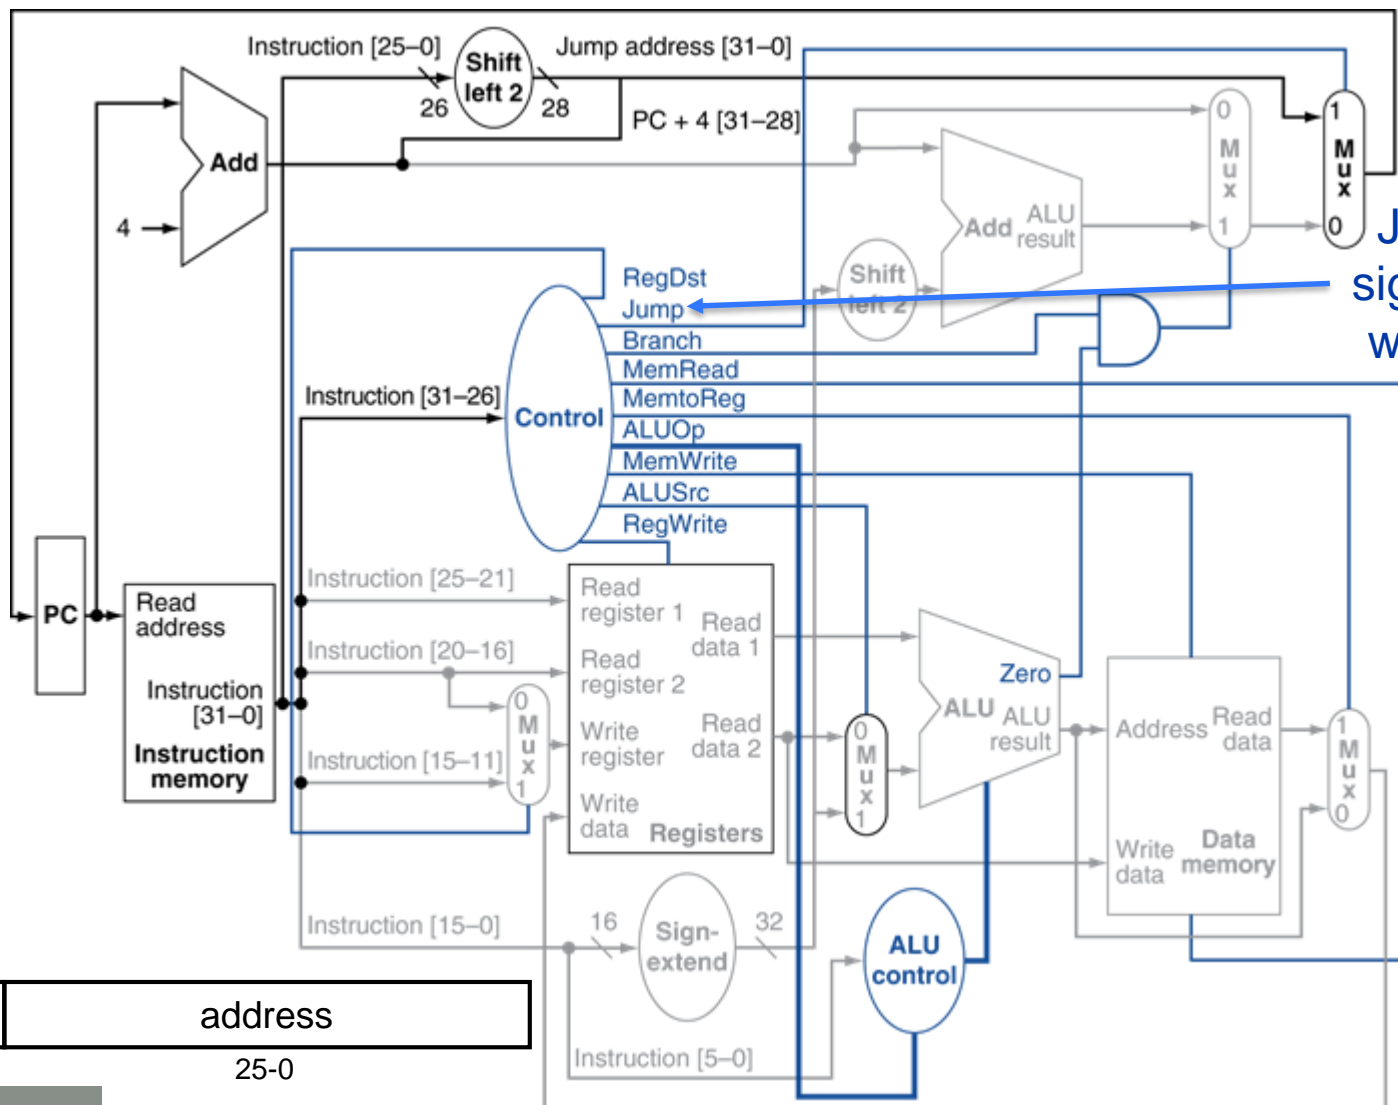 Instruction [25–0]
Shift
left 2
Jump address [31–0]
26
28
PC + 4 [31–28]
Add
4
0
M
u
x
1
1
M
u
x
0
Add
ALU
result
Shift
left 2
RegDst
Jump
Branch
MemRead
MemtoReg
ALUOp
MemWrite
ALUSrc
RegWrite
Instruction [31–26]
Control
PC
Read
address
Instruction
[31–0]
Instruction
memory
Instruction [25–21]
Instruction [20–16]
Instruction [15–11]
0
M
u
x
1
Read
register 1
Read
register 2
Write
register
Write
data
Read
data 1
Read
data 2
Registers
0
M
u
x
1
Zero
ALU
ALU
result
Address
Read
data
Write
data
Data
memory
1
M
u
x
0
Instruction [15–0]
16
Sign-
extend
32
ALU
control
Instruction [5–0]
address
25-0